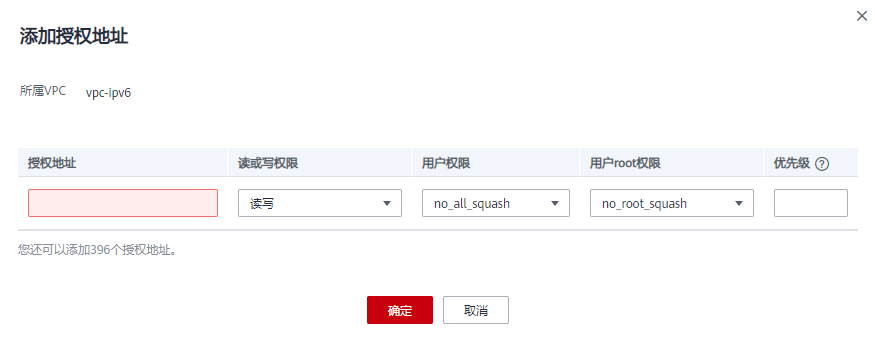 添加授权地址
所属VPC vpc-ipv6
授权地址 读或写权限 用户权限 用户root权限 优先级 ?
读写 no_all_squash no_root_squash
您还可以添加396个授权地址。
确定 取消